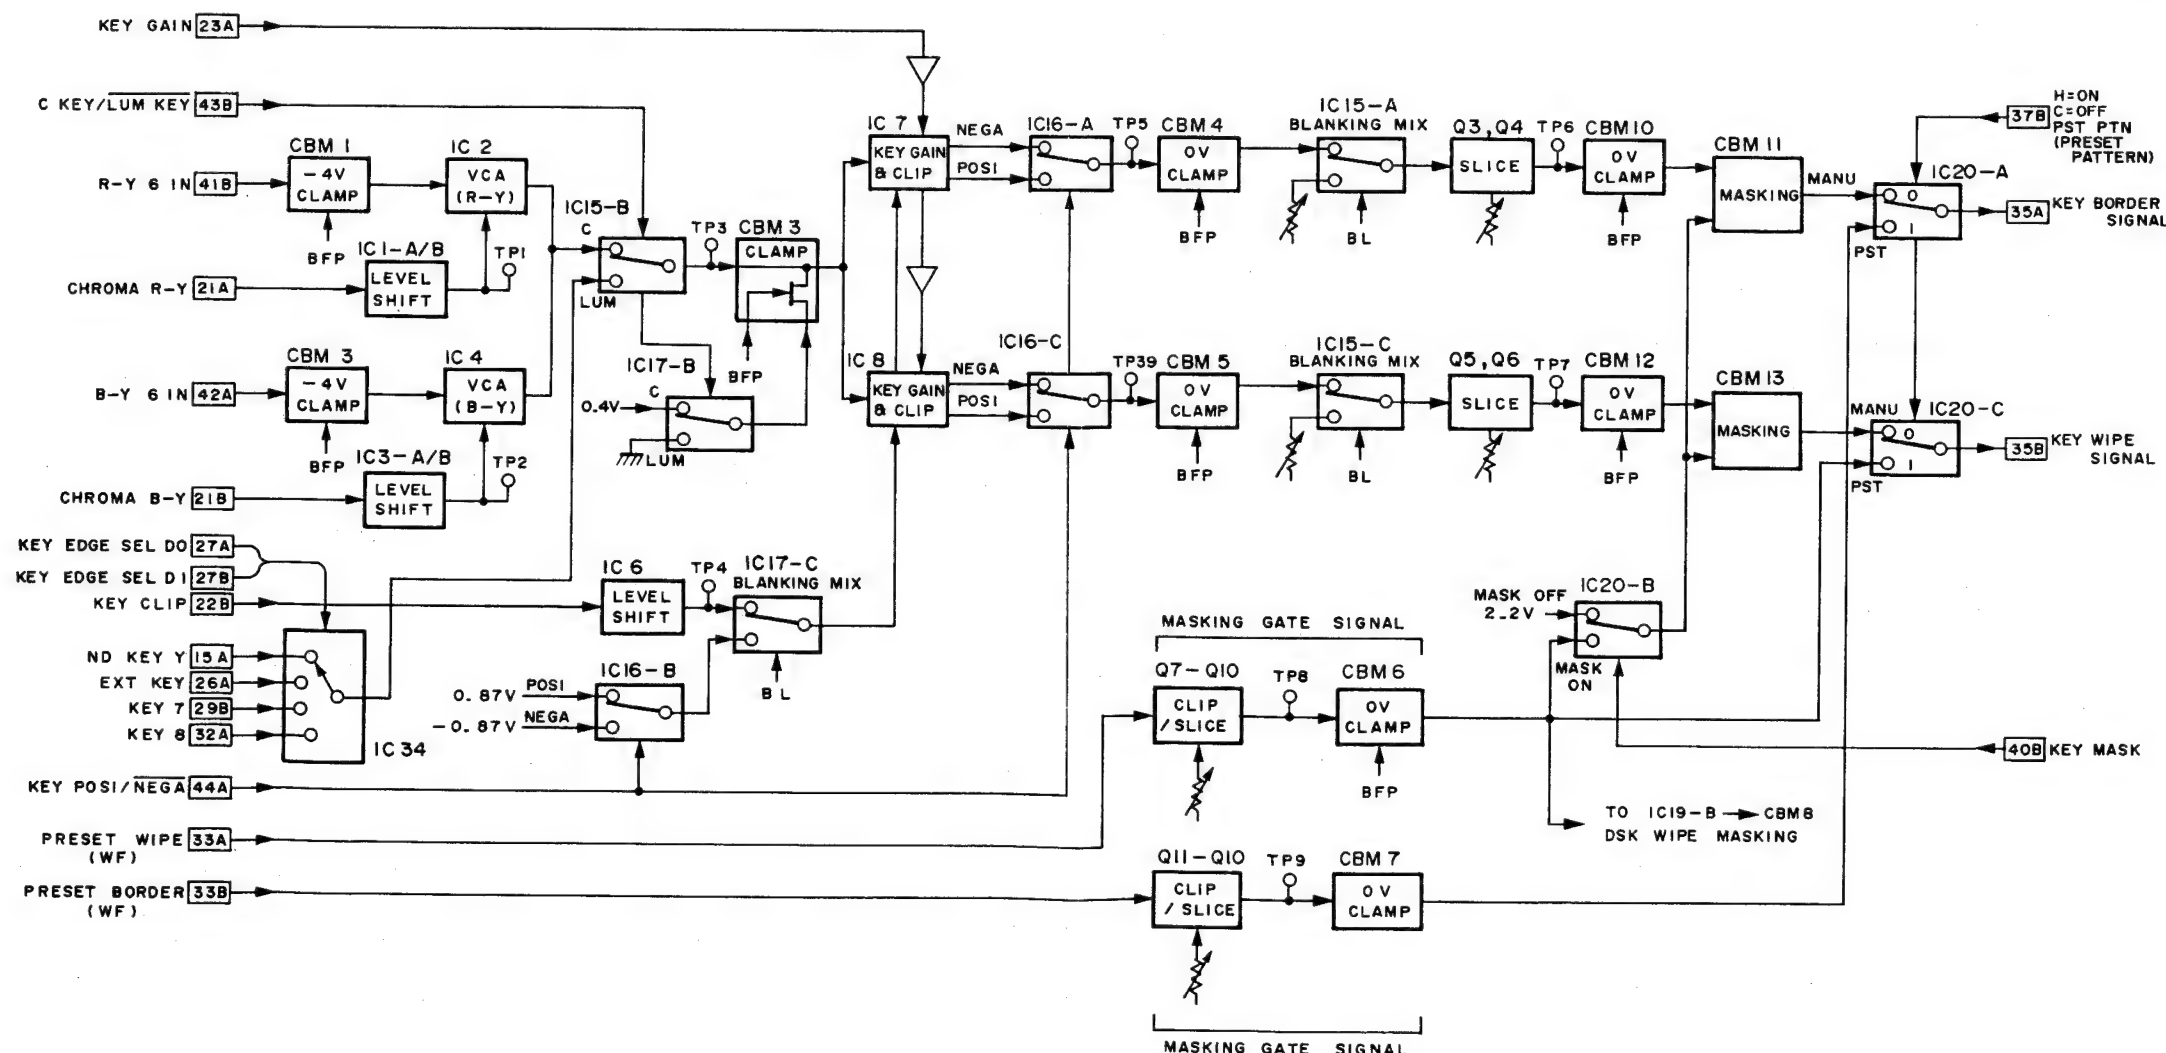 KEY GAIN 23A
C KEY/LUM KEY 43B
R-Y 6 IN 41B
CHROMA R-Y 21A
B-Y 6 IN 42A
CHROMA B-Y 21B
KEY EDGE SEL D0 27A
KEY EDGE SEL D1 27B
KEY CLIP 22B
ND KEY Y 15A
EXT KEY 26A
KEY 7 29B
KEY 8 32A
KEY POSI/NEGA 44A
PRESET WIPE 33A
(WF)
PRESET BORDER 33B
(WF)
CBM 1
-4V
CLAMP
BFP
IC 2
VCA
(R-Y)
IC1-A/B
LEVEL
SHIFT
TP1
CBM 3
-4V
CLAMP
BFP
IC 4
VCA
(B-Y)
IC3-A/B
LEVEL
SHIFT
TP2
IC34
IC15-B
C
LUM
TP3
CBM 3
CLAMP
BFP
IC17-B
C
0.4V
LUM
IC 6
LEVEL
SHIFT
TP4
IC17-C
BLANKING MIX
BL
IC16-B
0.87V POSI
-0.87V NEGA
IC 7
KEY GAIN
& CLIP
NEGA
POSI
IC 8
KEY GAIN
& CLIP
NEGA
POSI
IC16-A
TP5
CBM 4
0V
CLAMP
BFP
IC15-A
BLANKING MIX
BL
Q3, Q4
SLICE
TP6
CBM 10
0V
CLAMP
BFP
CBM 11
MASKING
MANU
IC20-A
0
1
PST
37B
H=ON
C=OFF
PST PTN
(PRESET
PATTERN)
35A KEY BORDER
SIGNAL
IC16-C
TP39
CBM 5
0V
CLAMP
BFP
IC15-C
BLANKING MIX
BL
Q5, Q6
SLICE
TP7
CBM 12
0V
CLAMP
BFP
CBM 13
MASKING
MANU
IC20-C
0
1
PST
35B KEY WIPE
SIGNAL
MASK OFF
2.2V
IC20-B
MASK
ON
40B KEY MASK
MASKING GATE SIGNAL
Q7-Q10
CLIP
/ SLICE
TP8
CBM 6
0V
CLAMP
BFP
TO IC19-B CBM8
DSK WIPE MASKING
Q11-Q10
CLIP
/ SLICE
TP9
CBM 7
0V
CLAMP
MASKING GATE SIGNAL